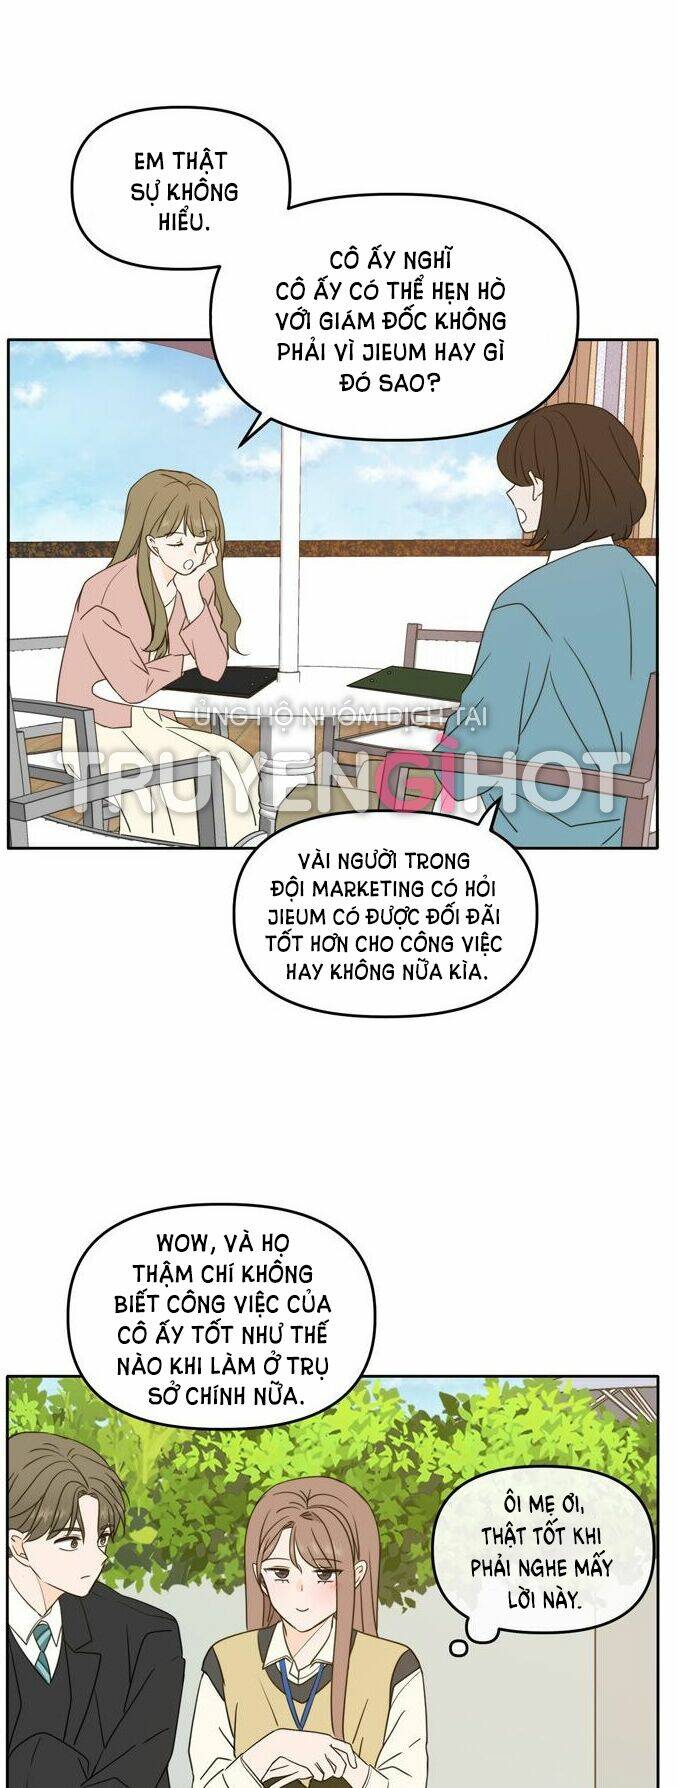 EM THẬT
SỰ KHÔNG
HIỂU.
CÔ ẤY NGHĨ
CÔ ẤY CÓ THỂ HẸN HÒ
VỚI GIÁM ĐỐC KHÔNG
PHẢI VÌ JIEUM HAY GÌ
ĐÓ SAO?
ỦNG HỘ NHÓM DỊCH TẠI
TRUYENGIHOT
VÀI NGƯỜI TRONG
ĐỘI MARKETING CÓ HỎI
JIEUM CÓ ĐƯỢC ĐỐI ĐÃI
TỐT HƠN CHO CÔNG VIỆC
HAY KHÔNG NỮA KÌA.
WOW, VÀ HỌ
THẬM CHÍ KHÔNG
BIẾT CÔNG VIỆC CỦA
CÔ ẤY TỐT NHƯ THẾ
NÀO KHI LÀM Ở TRỤ
SỞ CHÍNH NỮA.
ÔI MẸ ƠI,
THẬT TỐT KHI
PHẢI NGHE MẤY
LỜI NÀY.